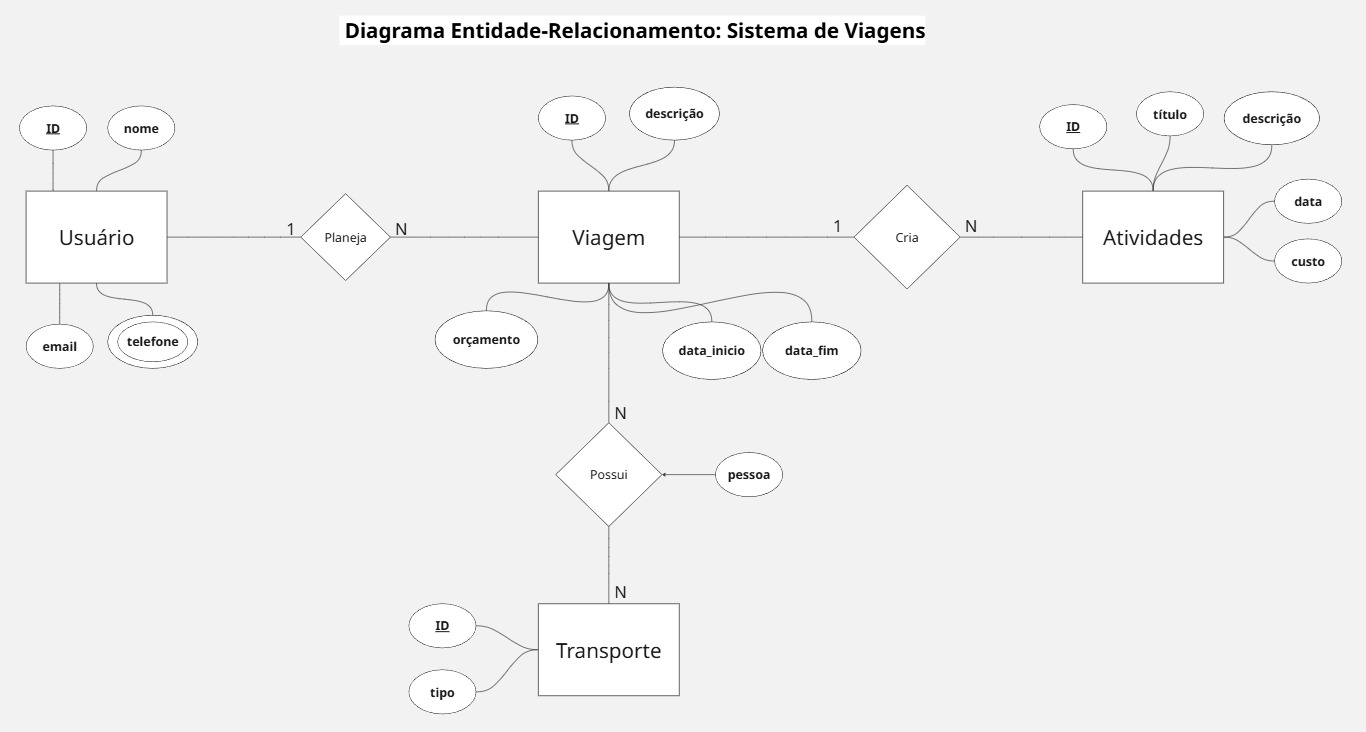 Diagrama Entidade-Relacionamento: Sistema de Viagens
ID
nome
ID
descrição
ID
título
descrição
Usuário
1
Planeja
N
Viagem
1
Cria
N
Atividades
data
custo
email
telefone
orçamento
data_inicio
data_fim
N
Possui
pessoa
N
ID
Transporte
tipo